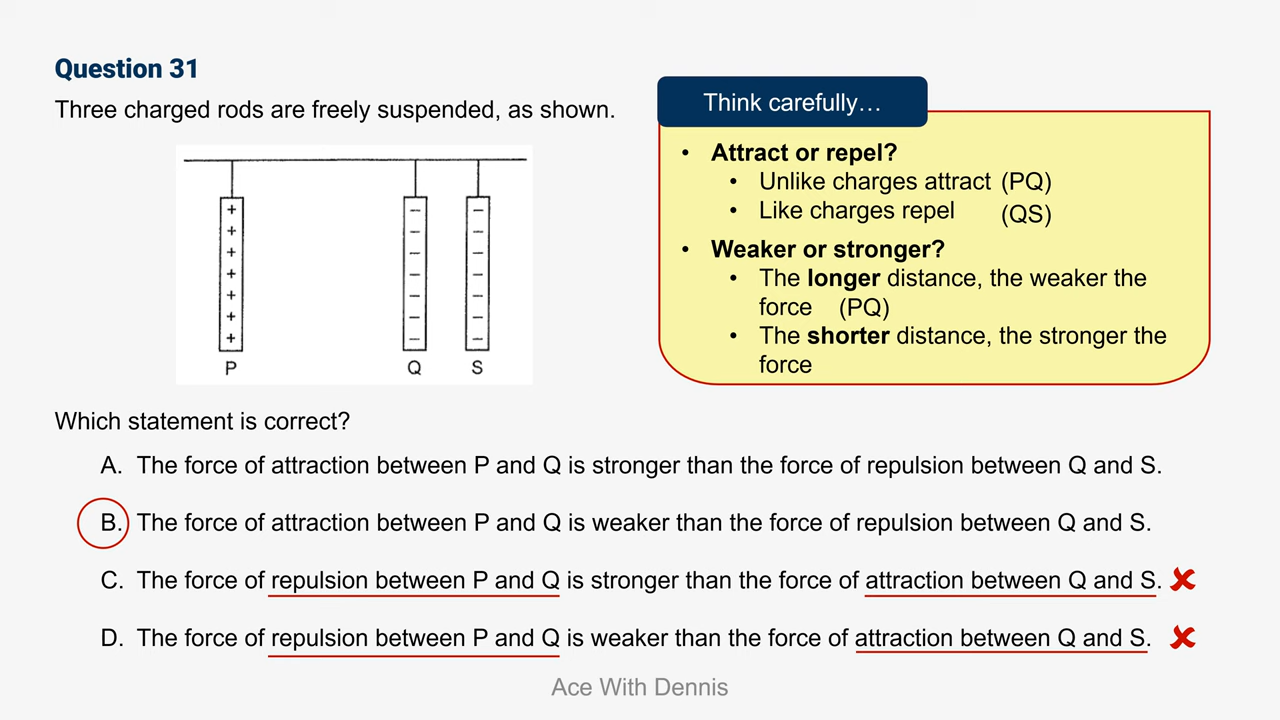 Question 31
Three charged rods are freely suspended, as shown.
+ − −
+ − −
+ − −
+ − −
+ − −
+ − −
+ − −
P Q S
Think carefully…
• Attract or repel?
• Unlike charges attract (PQ)
• Like charges repel (QS)
• Weaker or stronger?
• The longer distance, the weaker the
force (PQ)
• The shorter distance, the stronger the
force
Which statement is correct?
A. The force of attraction between P and Q is stronger than the force of repulsion between Q and S.
B. The force of attraction between P and Q is weaker than the force of repulsion between Q and S.
C. The force of repulsion between P and Q is stronger than the force of attraction between Q and S. ✘
D. The force of repulsion between P and Q is weaker than the force of attraction between Q and S. ✘
Ace With Dennis